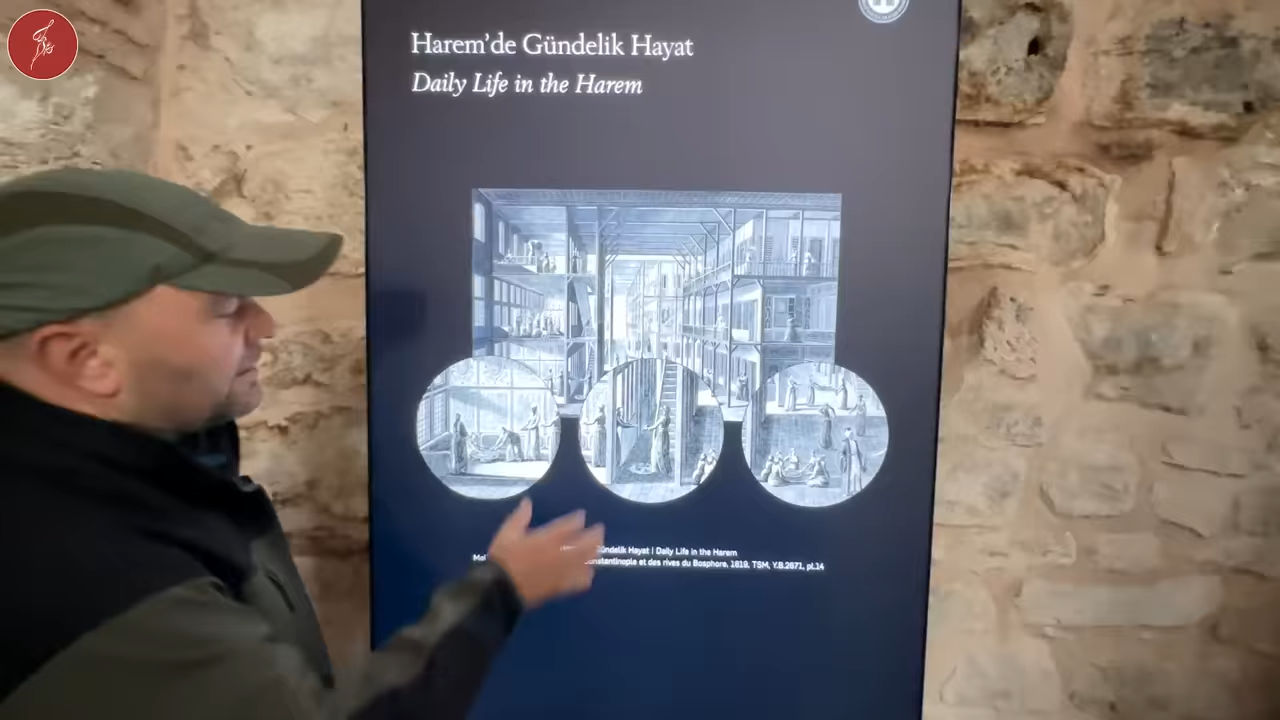 Harem'de Gündelik Hayat
Daily Life in the Harem
Gündelik Hayat | Daily Life in the Harem
Constantinople et des rives du Bosphore, 1819, TSM, Y.B.2671, pl.14